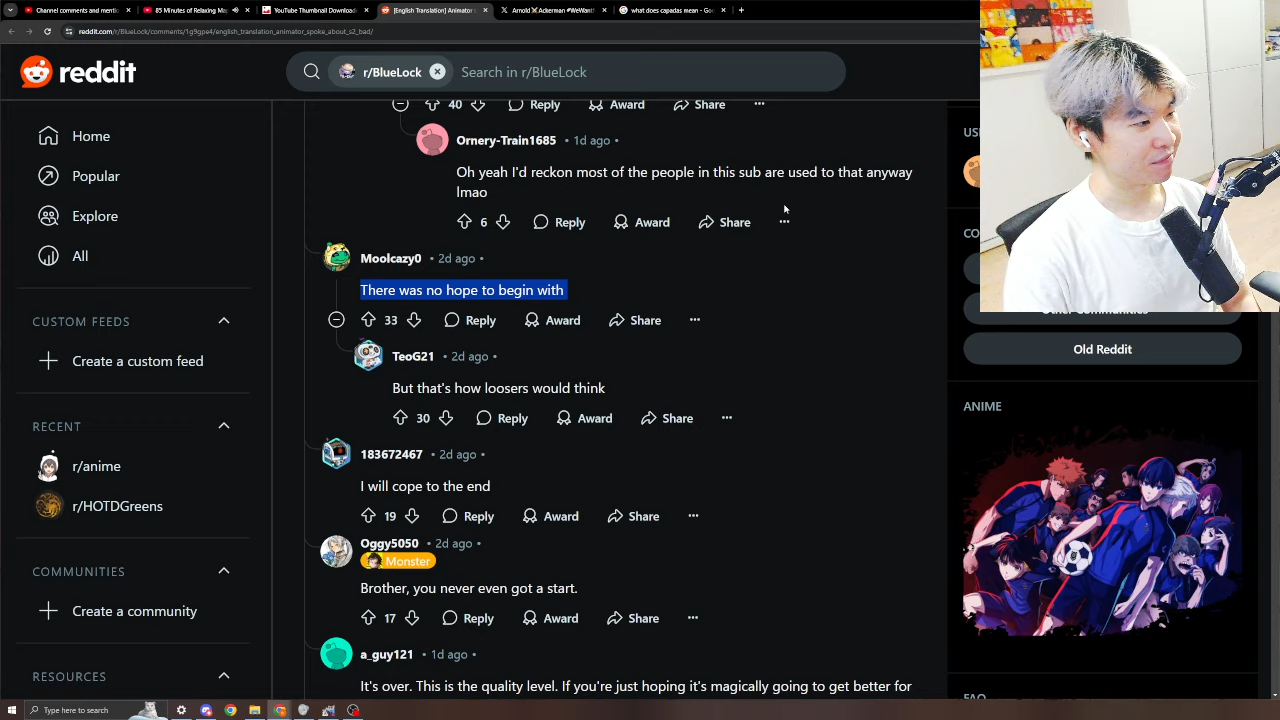 Channel comments and mentio
85 Minutes of Relaxing Ma
YouTube Thumbnail Downloade
[English Translation] Animator s
Arnold Ackerman #WeWant
what does capadas mean - Goo
reddit.com/r/BlueLock/comments/1g9gpe4/english_translation_animator_spoke_about_s2_bad/
reddit
r/BlueLock
Search in r/BlueLock
40
Reply
Award
Share
Home
Popular
Explore
All
CUSTOM FEEDS
Create a custom feed
RECENT
r/anime
r/HOTDGreens
COMMUNITIES
Create a community
RESOURCES
Ornery-Train1685 • 1d ago •
Oh yeah I'd reckon most of the people in this sub are used to that anyway
lmao
6
Reply
Award
Share
Moolcazy0 • 2d ago •
There was no hope to begin with
33
Reply
Award
Share
TeoG21 • 2d ago •
But that's how loosers would think
30
Reply
Award
Share
183672467 • 2d ago •
I will cope to the end
19
Reply
Award
Share
Oggy5050 • 2d ago •
Monster
Brother, you never even got a start.
17
Reply
Award
Share
a_guy121 • 1d ago •
It's over. This is the quality level. If you're just hoping it's magically going to get better for
US
CO
Old Reddit
ANIME
FAQ
Type here to search